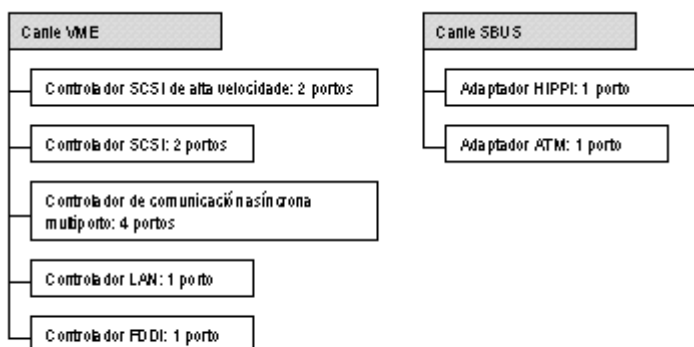 Canle VME
Controlador SCSI de alta velocidade: 2 portos
Controlador SCSI: 2 portos
Controlador de comunicación asíncrona
multiporto: 4 portos
Controlador LAN: 1 porto
Controlador FDDI: 1 porto
Canle SBUS
Adaptador HIPPI: 1 porto
Adaptador ATM: 1 porto